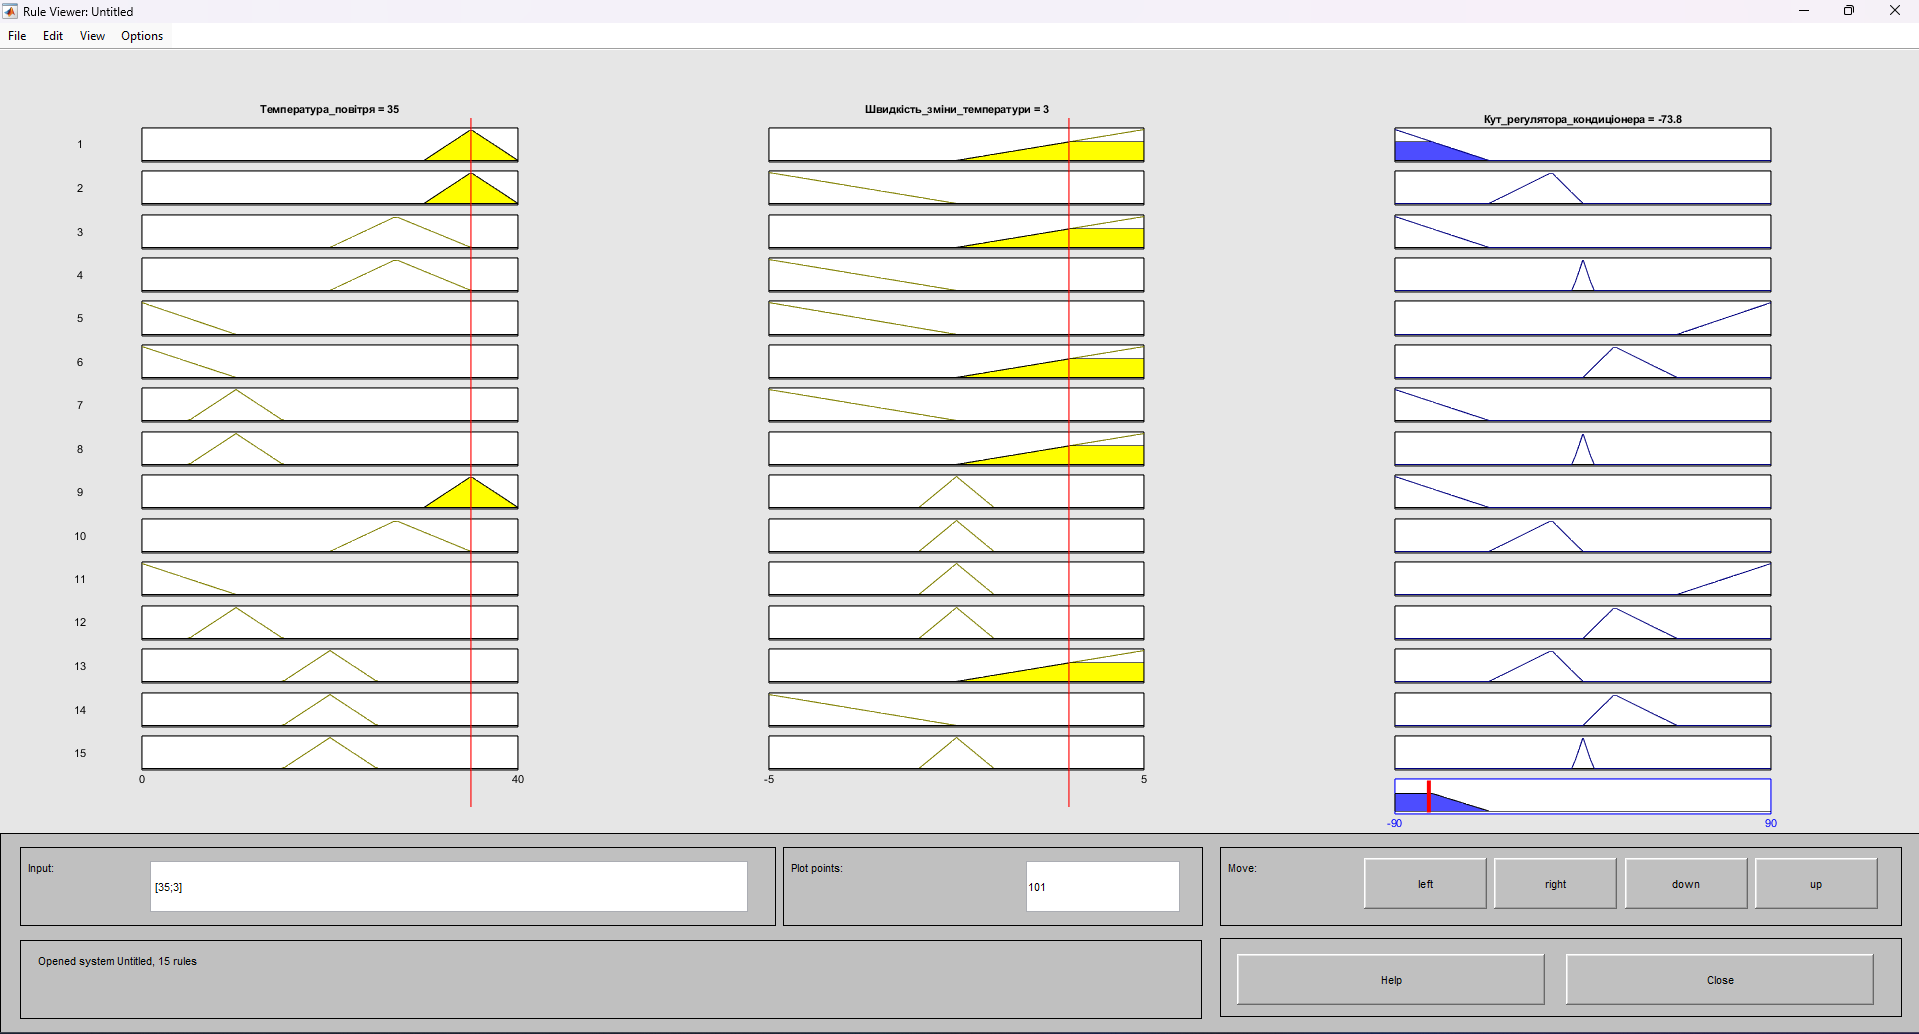 Rule Viewer: Untitled
File Edit View Options
Температура_повітря = 35
Швидкість_зміни_температури = 3
Кут_регулятора_кондиціонера = -73.8
1
2
3
4
5
6
7
8
9
10
11
12
13
14
15
0 40
-5 5
-90 90
Input:
[35;3]
Plot points:
101
Move:
left
right
down
up
Opened system Untitled, 15 rules
Help
Close